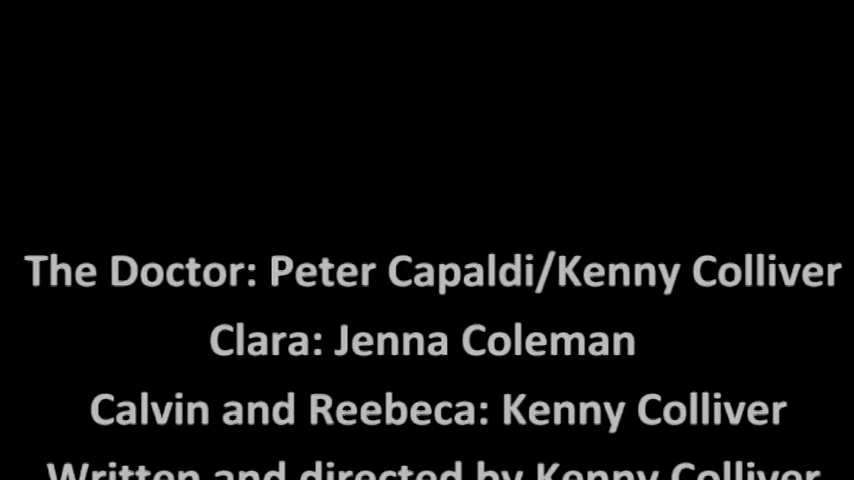 The Doctor: Peter Capaldi/Kenny Colliver
Clara: Jenna Coleman
Calvin and Reebeca: Kenny Colliver
Written and directed by Kenny Colliver